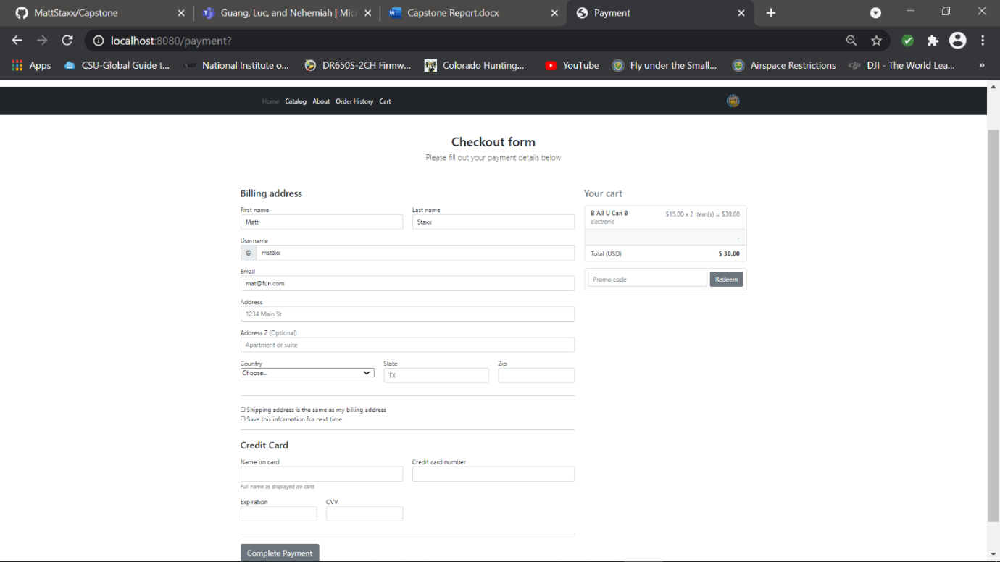 MattStaxx/Capstone
Guang, Luc, and Nehemiah | Mic
Capstone Report.docx
Payment
localhost:8080/payment?
Apps
CSU-Global Guide t...
National Institute o...
DR650S-2CH Firmw...
Colorado Hunting...
YouTube
Fly under the Small...
Airspace Restrictions
DJI - The World Lea...
»
Home Catalog About Order History Cart
Checkout form
Please fill out your payment details below
Billing address
First name
Last name
Matt
Staxx
Username
@ mstaxx
Email
mat@fun.com
Address
1234 Main St
Address 2 (Optional)
Apartment or suite
Country
State
Zip
Choose...
TX
Shipping address is the same as my billing address
Save this information for next time
Credit Card
Name on card
Credit card number
Full name as displayed on card
Expiration
CVV
Complete Payment
Your cart
B All U Can B
$15.00 x 2 item(s) = $30.00
electronic
-
Total (USD)
$ 30.00
Promo code
Redeem